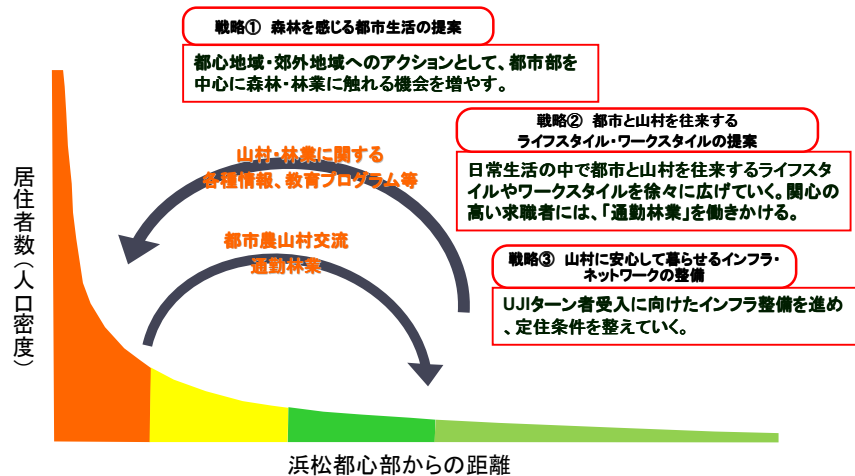 戦略① 森林を感じる都市生活の提案
都心地域・郊外地域へのアクションとして、都市部を
中心に森林・林業に触れる機会を増やす。
戦略② 都市と山村を往来する
ライフスタイル・ワークスタイルの提案
日常生活の中で都市と山村を往来するライフスタ
イルやワークスタイルを徐々に広げていく。関心の
高い求職者には、「通勤林業」を働きかける。
戦略③ 山村に安心して暮らせるインフラ・
ネットワークの整備
UJIターン者受入に向けたインフラ整備を進め
、定住条件を整えていく。
山村・林業に関する
各種情報、教育プログラム等
都市農山村交流
通勤林業
居住者数(人口密度)
浜松都心部からの距離